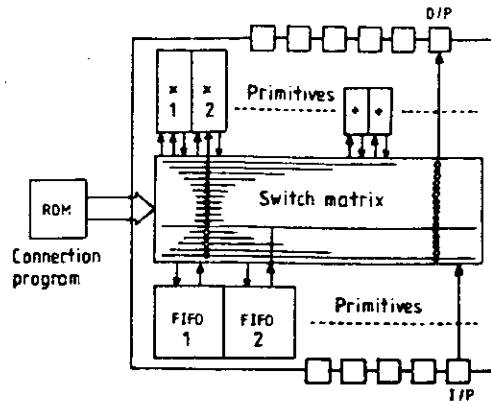 O/P
x x
1 2
Primitives
+ +
Switch matrix
ROM
Connection
program
FIFO FIFO
1 2
Primitives
I/P